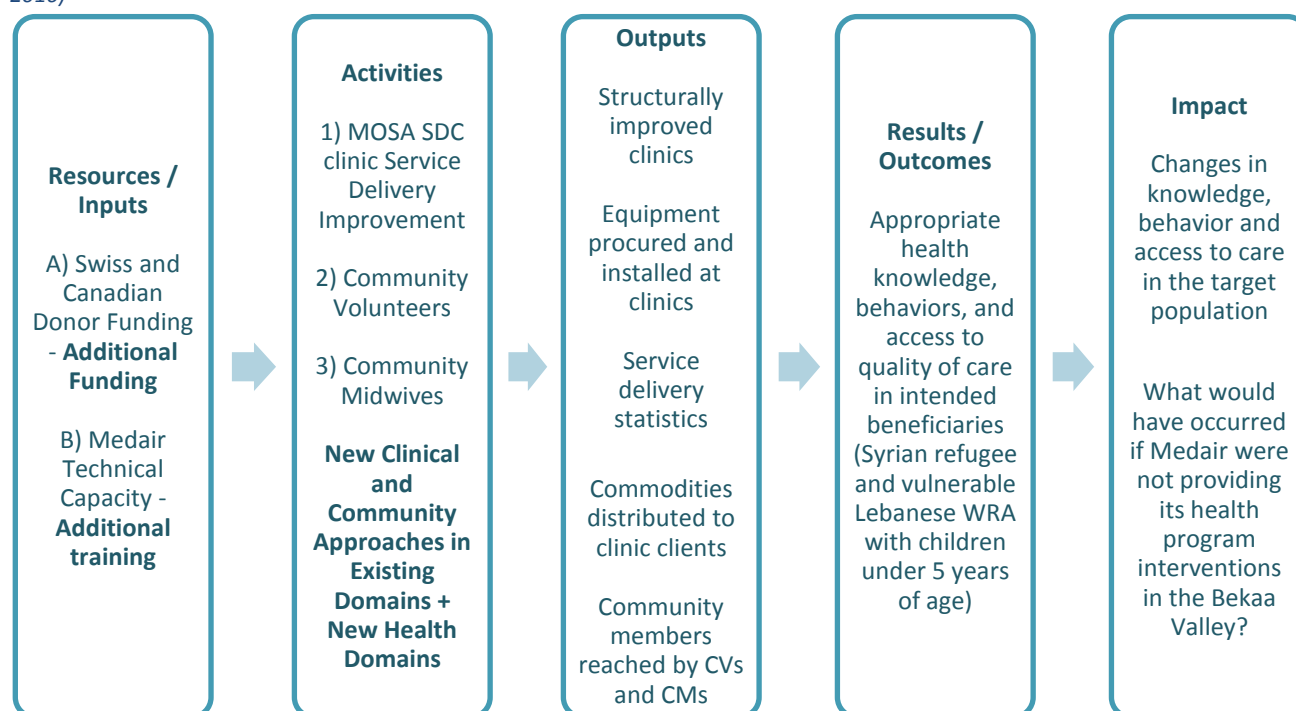 2016)
Resources /
Inputs
A) Swiss and
Canadian
Donor Funding
- Additional
Funding
B) Medair
Technical
Capacity -
Additional
training
Activities
1) MOSA SDC
clinic Service
Delivery
Improvement
2) Community
Volunteers
3) Community
Midwives
New Clinical
and
Community
Approaches in
Existing
Domains +
New Health
Domains
Outputs
Structurally
improved
clinics
Equipment
procured and
installed at
clinics
Service
delivery
statistics
Commodities
distributed to
clinic clients
Community
members
reached by CVs
and CMs
Results /
Outcomes
Appropriate
health
knowledge,
behaviors, and
access to
quality of care
in intended
beneficiaries
(Syrian refugee
and vulnerable
Lebanese WRA
with children
under 5 years
of age)
Impact
Changes in
knowledge,
behavior and
access to care
in the target
population
What would
have occurred
if Medair were
not providing
its health
program
interventions
in the Bekaa
Valley?